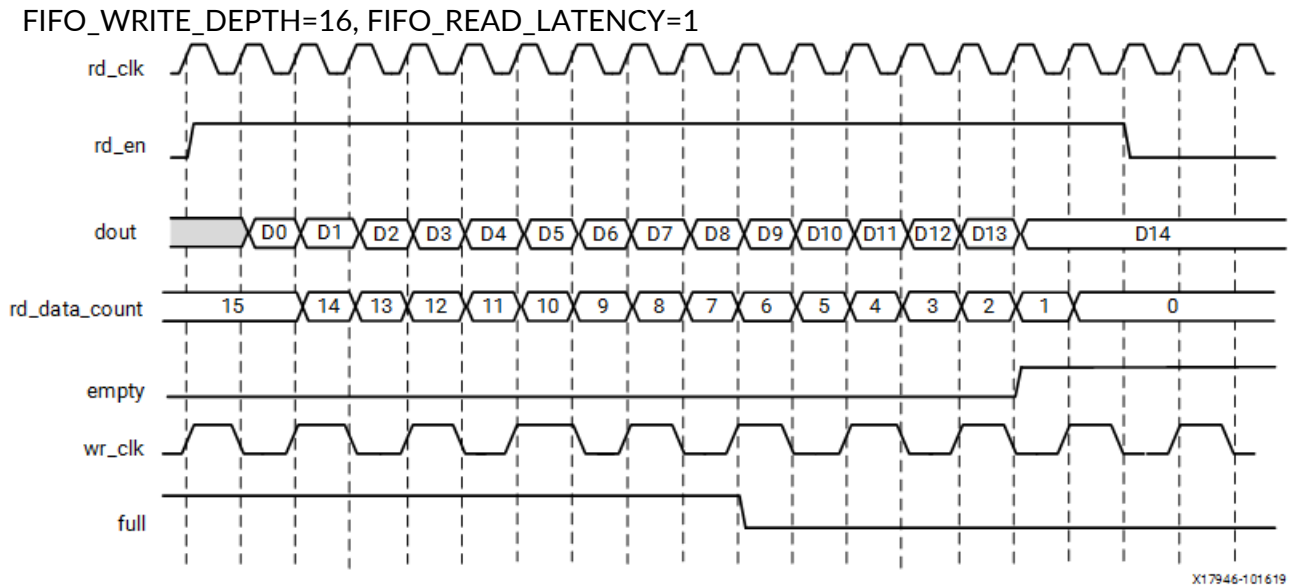 FIFO_WRITE_DEPTH=16, FIFO_READ_LATENCY=1
rd_clk
rd_en
dout D0 D1 D2 D3 D4 D5 D6 D7 D8 D9 D10 D11 D12 D13 D14
rd_data_count 15 14 13 12 11 10 9 8 7 6 5 4 3 2 1 0
empty
wr_clk
full
X17946-101619